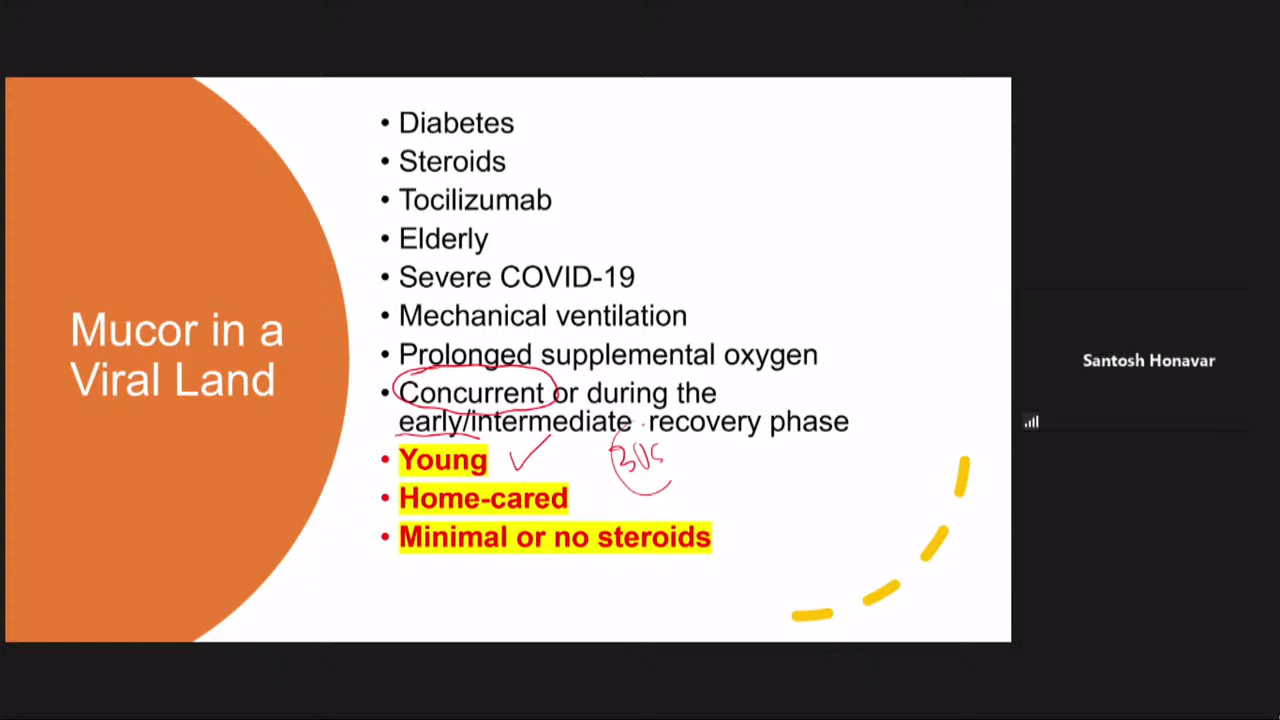 Mucor in a
Viral Land
• Diabetes
• Steroids
• Tocilizumab
• Elderly
• Severe COVID-19
• Mechanical ventilation
• Prolonged supplemental oxygen
• Concurrent or during the
early/intermediate recovery phase
• Young
30s
• Home-cared
• Minimal or no steroids
Santosh Honavar